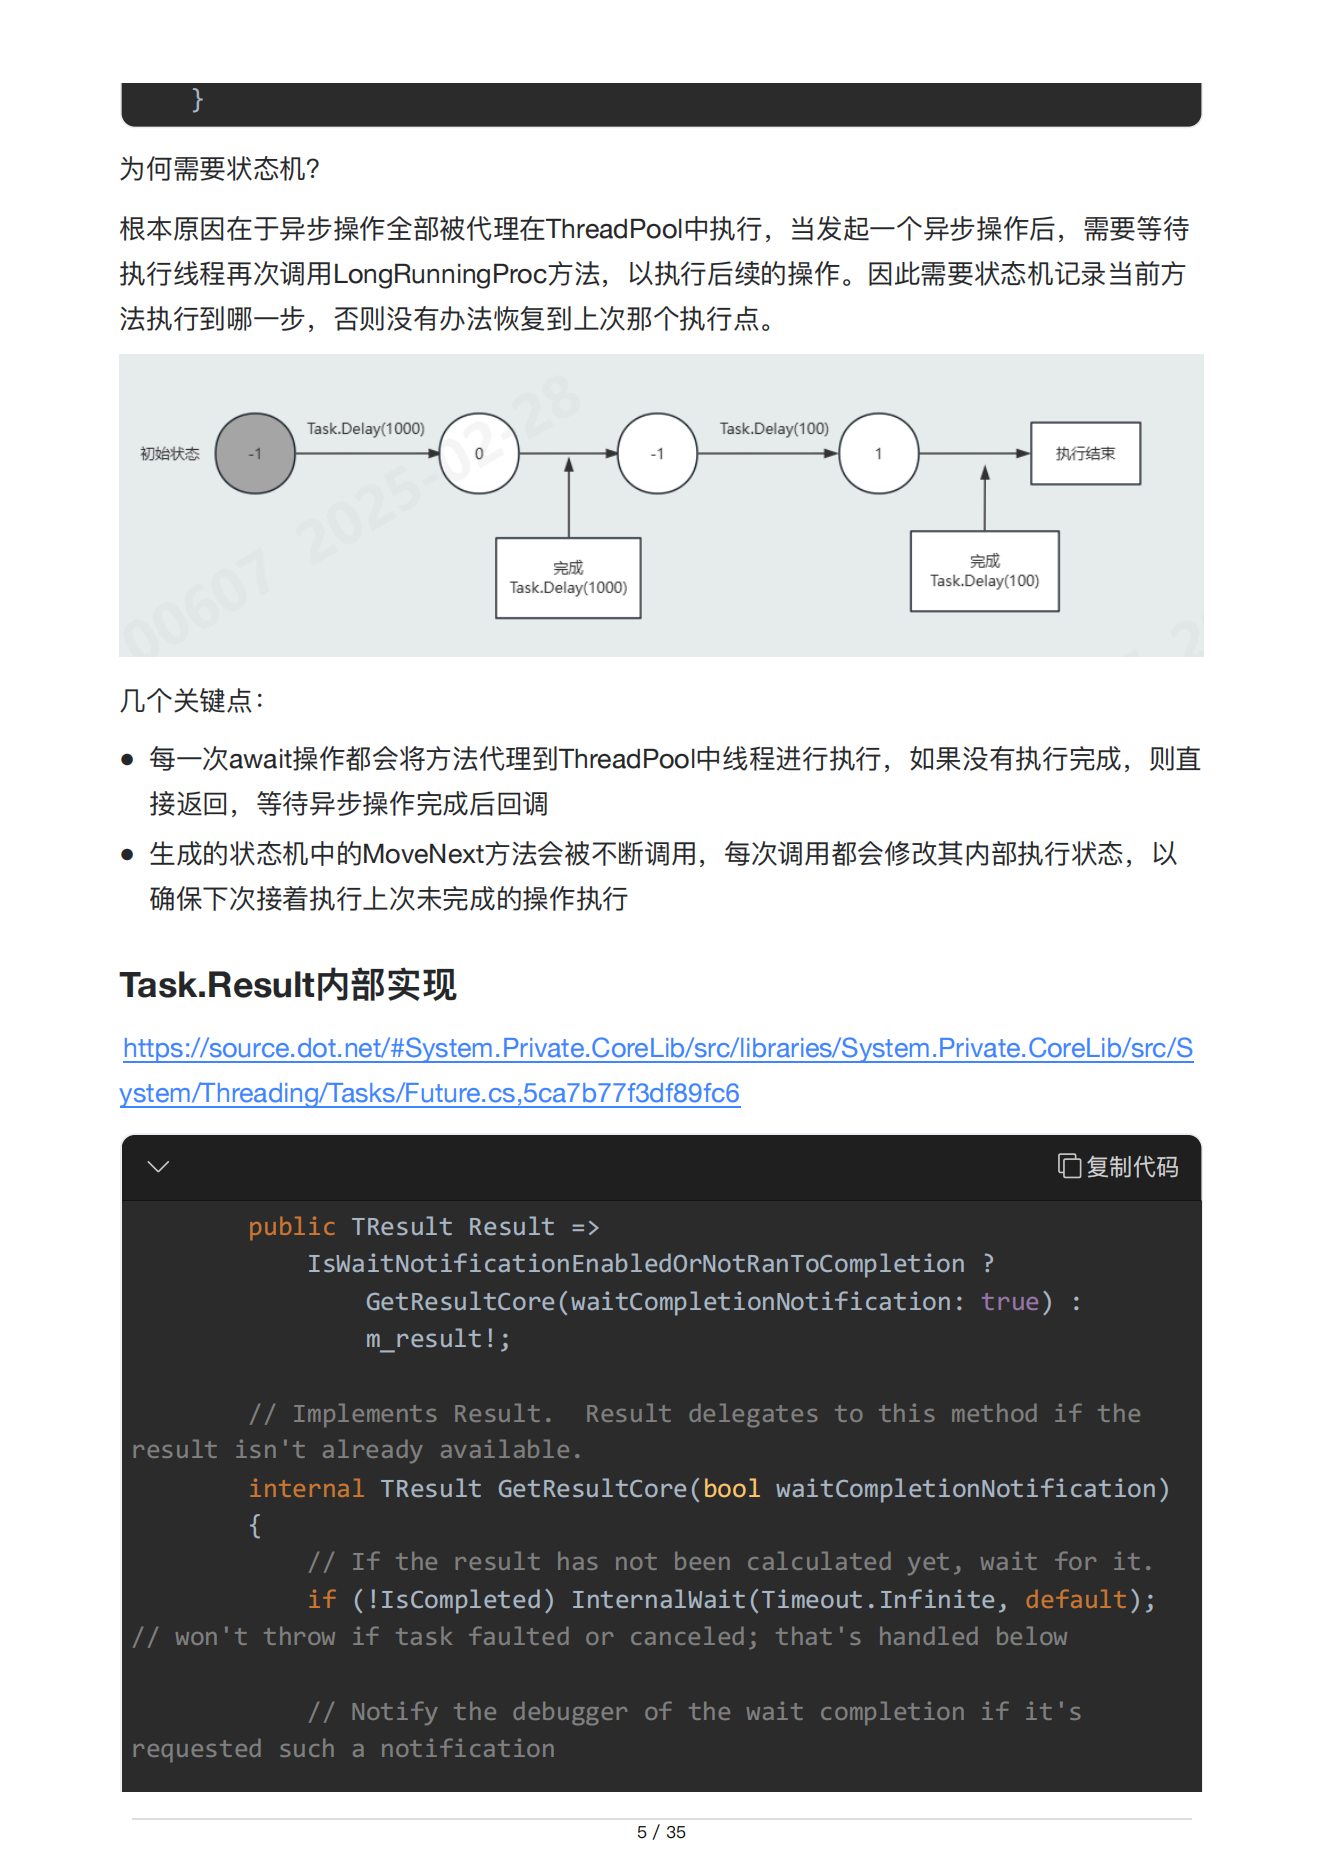 }
为何需要状态机？
根本原因在于异步操作全部被代理在ThreadPool中执行，当发起一个异步操作后，需要等待
执行线程再次调用LongRunningProc方法，以执行后续的操作。因此需要状态机记录当前方
法执行到哪一步，否则没有办法恢复到上次那个执行点。
初始状态
-1
Task.Delay(1000)
0
-1
Task.Delay(100)
1
执行结束
完成
Task.Delay(1000)
完成
Task.Delay(100)
00607 2025-02-28
几个关键点：
● 每一次await操作都会将方法代理到ThreadPool中线程进行执行，如果没有执行完成，则直
接返回，等待异步操作完成后回调
● 生成的状态机中的MoveNext方法会被不断调用，每次调用都会修改其内部执行状态，以
确保下次接着执行上次未完成的操作执行
Task.Result内部实现
https://source.dot.net/#System.Private.CoreLib/src/libraries/System.Private.CoreLib/src/S
ystem/Threading/Tasks/Future.cs,5ca7b77f3df89fc6
复制代码
public TResult Result =>
IsWaitNotificationEnabledOrNotRanToCompletion ?
GetResultCore(waitCompletionNotification: true) :
m_result!;
// Implements Result.  Result delegates to this method if the
result isn't already available.
internal TResult GetResultCore(bool waitCompletionNotification)
{
// If the result has not been calculated yet, wait for it.
if (!IsCompleted) InternalWait(Timeout.Infinite, default);
// won't throw if task faulted or canceled; that's handled below
// Notify the debugger of the wait completion if it's
requested such a notification
5 / 35